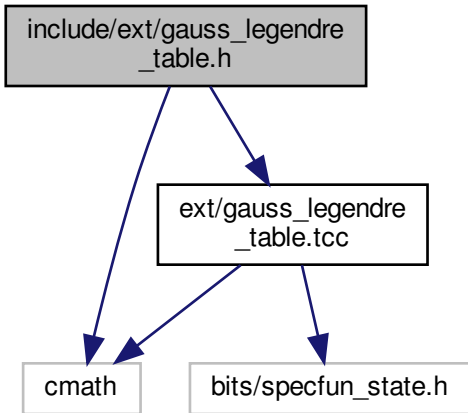 include/ext/gauss_legendre
_table.h
ext/gauss_legendre
_table.tcc
cmath
bits/specfun_state.h